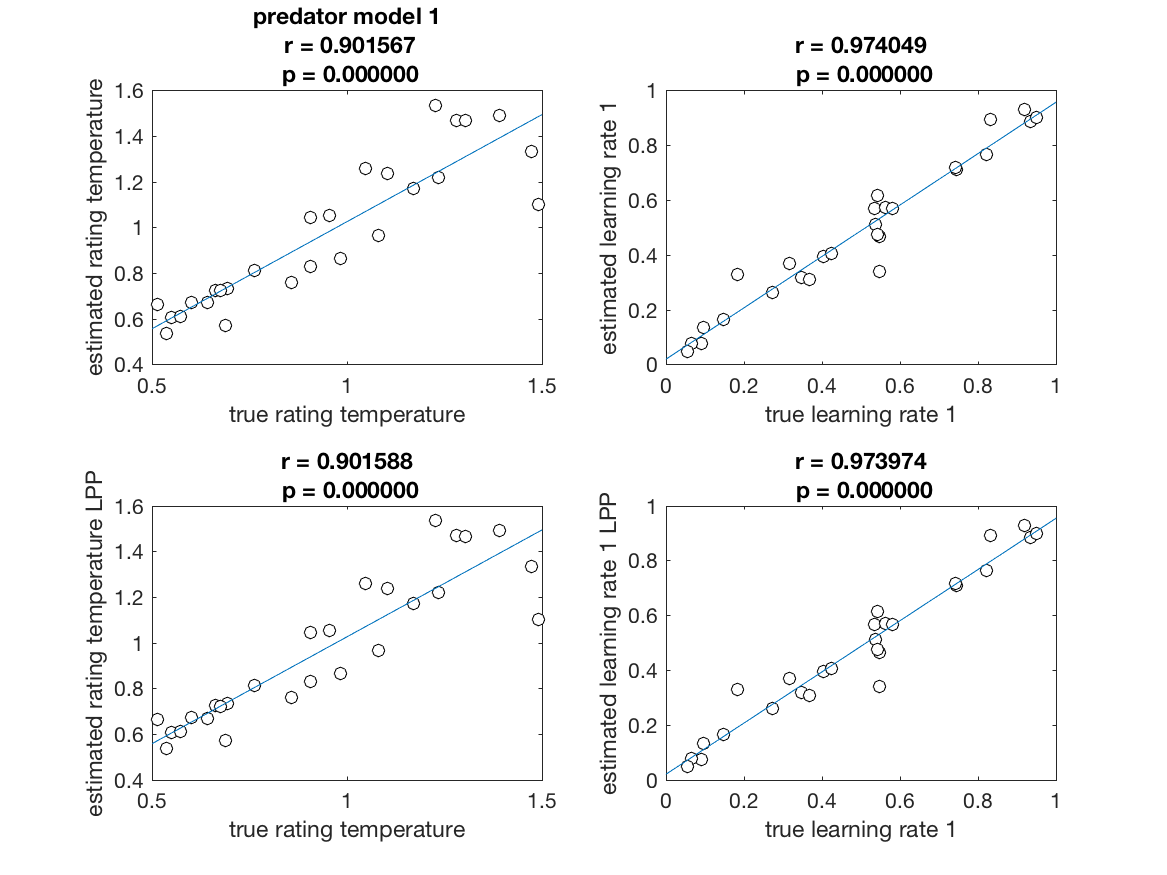 predator model 1
r = 0.901567
p = 0.000000
estimated rating temperature
1.6
1.4
1.2
1
0.8
0.6
0.4
0.5
1
1.5
true rating temperature
r = 0.974049
p = 0.000000
estimated learning rate 1
1
0.8
0.6
0.4
0.2
0
0
0.2
0.4
0.6
0.8
1
true learning rate 1
r = 0.901588
p = 0.000000
estimated rating temperature LPP
1.6
1.4
1.2
1
0.8
0.6
0.4
0.5
1
1.5
true rating temperature
r = 0.973974
p = 0.000000
estimated learning rate 1 LPP
1
0.8
0.6
0.4
0.2
0
0
0.2
0.4
0.6
0.8
1
true learning rate 1